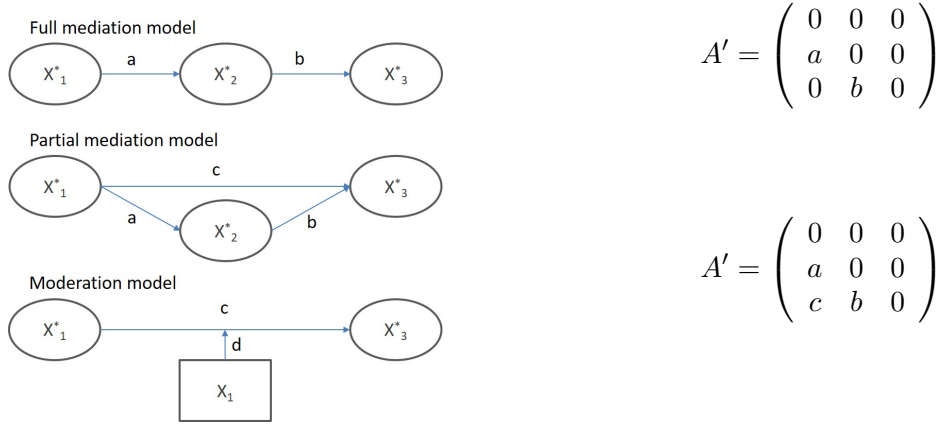 Full mediation model
X*1 a X*2 b X*3
A′ = ( 0 0 0
a 0 0
0 b 0 )
Partial mediation model
X*1 c X*3
a X*2 b
A′ = ( 0 0 0
a 0 0
c b 0 )
Moderation model
X*1 c X*3
d
X1